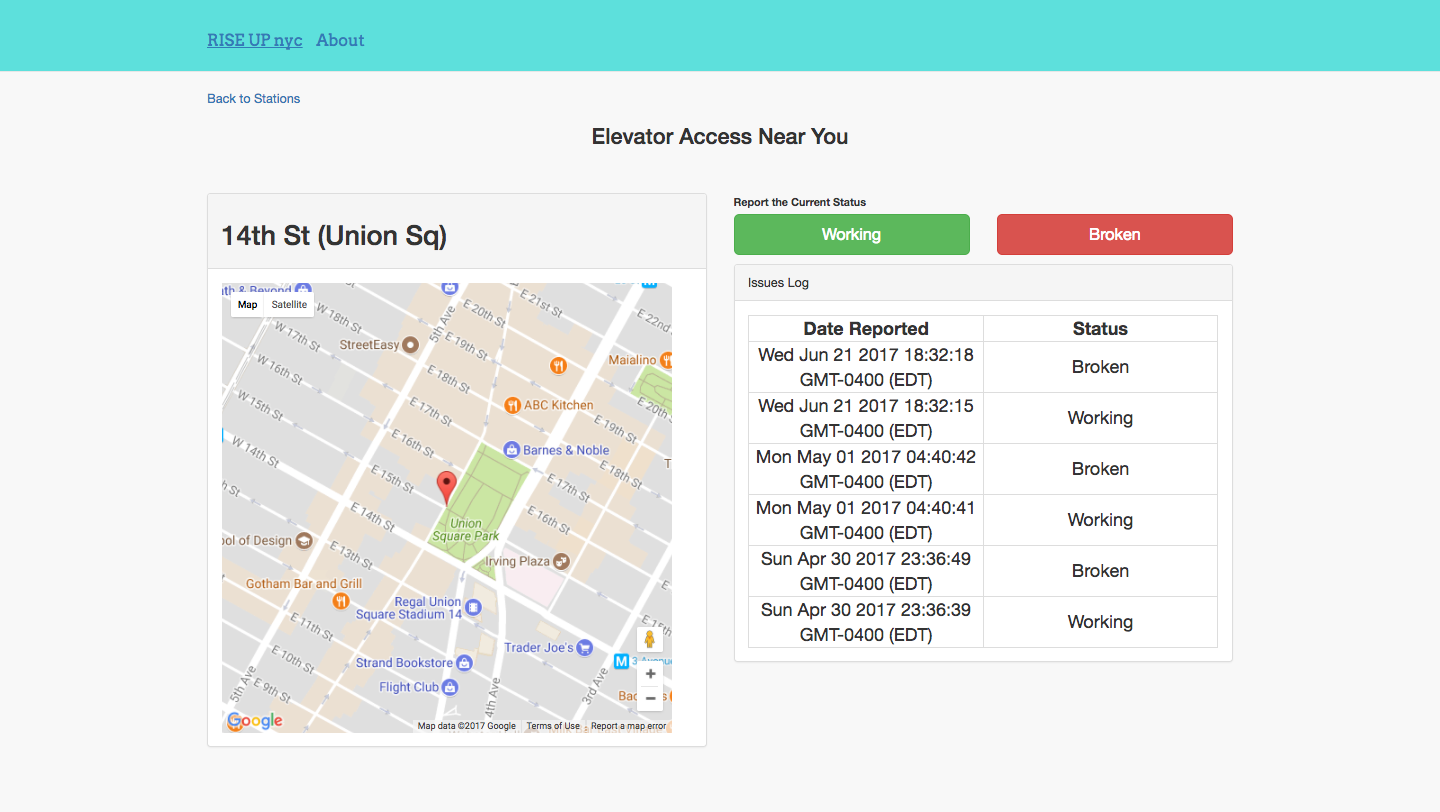 RISE UP nyc About
Back to Stations
Elevator Access Near You
14th St (Union Sq)
Map Satellite
& Beyond
W 18th St
W 17th St
W 16th St
W 15th St
W 14th St
StreetEasy
5th Ave
E 22nd
E 21st St
E 20th St
E 19th St
E 18th St
E 17th St
E 16th St
E 15th St
E 14th St
E 13th St
Maialino
E 20th
ABC Kitchen
E 19th St
Barnes & Noble
E 18th St
E 17th St
E 16th St
Union
Square Park
of Design
Irving Plaza
Gotham Bar and Grill
Regal Union
Square Stadium 14
E 15th
E 11th St
E 10th St
E 9th St
5th Ave
Trader Joe's
Strand Bookstore
Flight Club
4th Ave
3rd Ave
M 3 Avenue
+
−
Google
Map data ©2017 Google Terms of Use Report a map error
Report the Current Status
Working Broken
Issues Log
Date Reported Status
Wed Jun 21 2017 18:32:18
GMT-0400 (EDT) Broken
Wed Jun 21 2017 18:32:15
GMT-0400 (EDT) Working
Mon May 01 2017 04:40:42
GMT-0400 (EDT) Broken
Mon May 01 2017 04:40:41
GMT-0400 (EDT) Working
Sun Apr 30 2017 23:36:49
GMT-0400 (EDT) Broken
Sun Apr 30 2017 23:36:39
GMT-0400 (EDT) Working